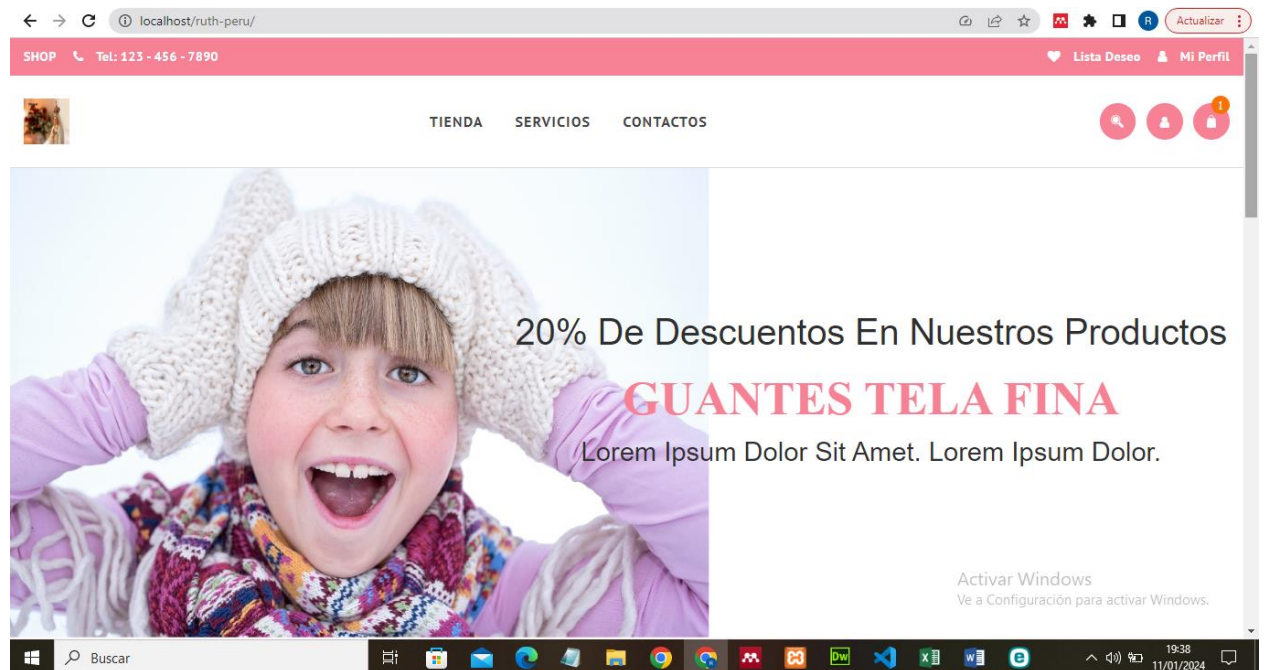 localhost/ruth-peru/
R
Actualizar
SHOP Tel: 123 - 456 - 7890
Lista Deseo Mi Perfil
1
TIENDA SERVICIOS CONTACTOS
20% De Descuentos En Nuestros Productos
GUANTES TELA FINA
Lorem Ipsum Dolor Sit Amet. Lorem Ipsum Dolor.
Activar Windows
Ve a Configuración para activar Windows.
Buscar
Dw
19:38
11/01/2024